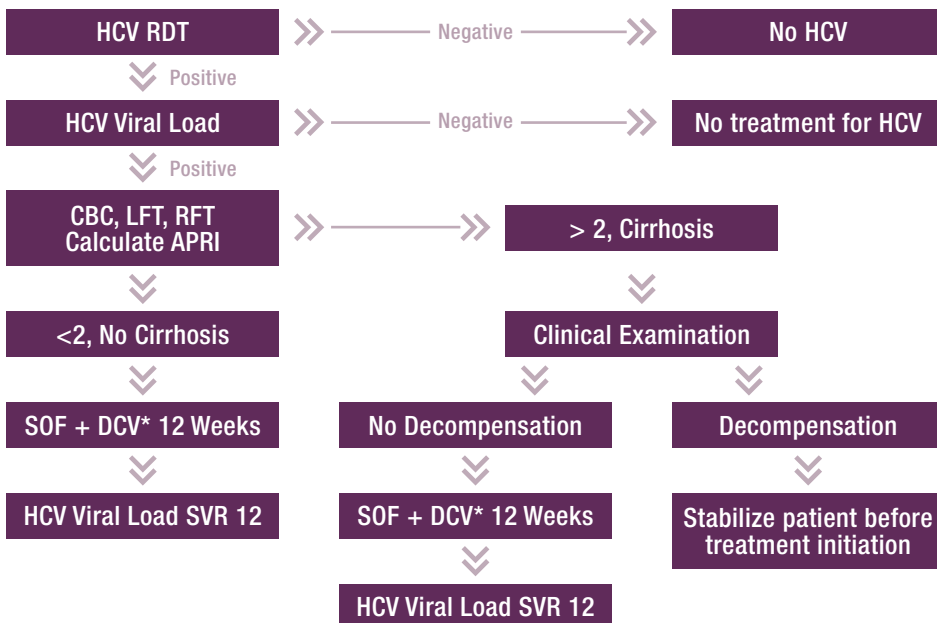 HCV RDT
Negative
No HCV
Positive
HCV Viral Load
Negative
No treatment for HCV
Positive
CBC, LFT, RFT
Calculate APRI
> 2, Cirrhosis
<2, No Cirrhosis
Clinical Examination
SOF + DCV* 12 Weeks
No Decompensation
Decompensation
HCV Viral Load SVR 12
SOF + DCV* 12 Weeks
Stabilize patient before
treatment initiation
HCV Viral Load SVR 12